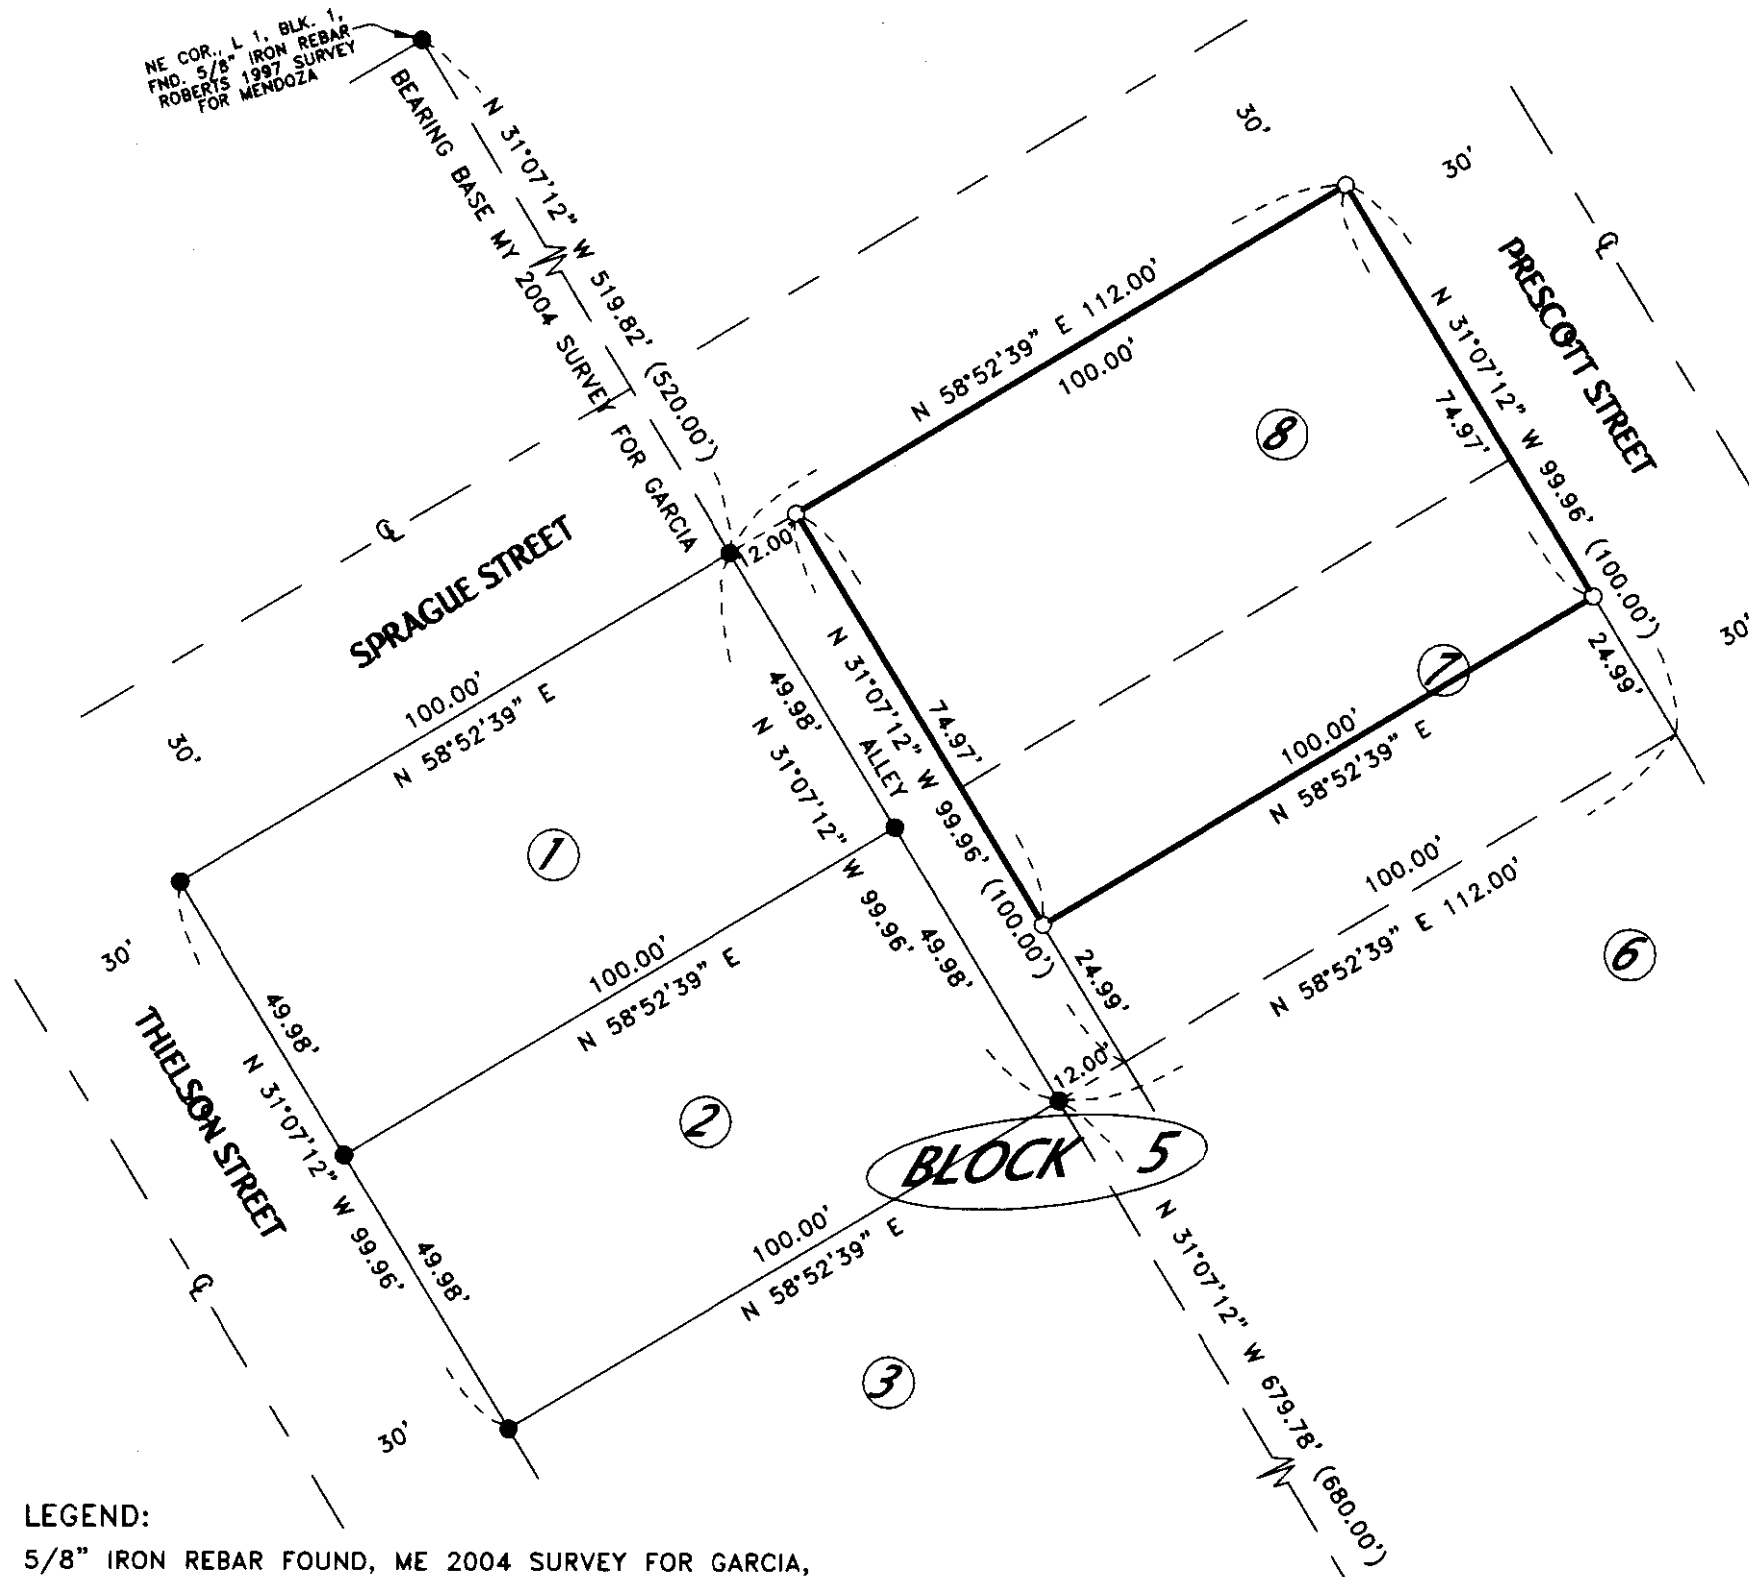 NE COR., L 1, BLK. 1,
FND. 5/8" IRON REBAR
ROBERTS 1997 SURVEY
FOR MENDOZA
BEARING BASE MY 2004 SURVEY FOR GARCIA
N 31°07'12" W 519.82' (520.00')
30'
30'
℄
PRESCOTT STREET
N 58°52'39" E 112.00'
100.00'
8
N 31°07'12" W 99.96' (100.00')
74.97'
℄
SPRAGUE STREET
12.00'
30'
24.99'
7
100.00'
N 58°52'39" E
N 31°07'12" W 99.96' (100.00')
74.97'
ALLEY
49.98'
N 31°07'12" W 99.96'
49.98'
100.00'
N 58°52'39" E
30'
1
100.00'
N 58°52'39" E 112.00'
6
24.99'
12.00'
30'
THIELSON STREET
49.98'
N 31°07'12" W 99.96'
49.98'
100.00'
N 58°52'39" E
2
BLOCK 5
100.00'
N 58°52'39" E
℄
3
N 31°07'12" W 679.78' (680.00')
30'
LEGEND:
5/8" IRON REBAR FOUND, ME 2004 SURVEY FOR GARCIA,